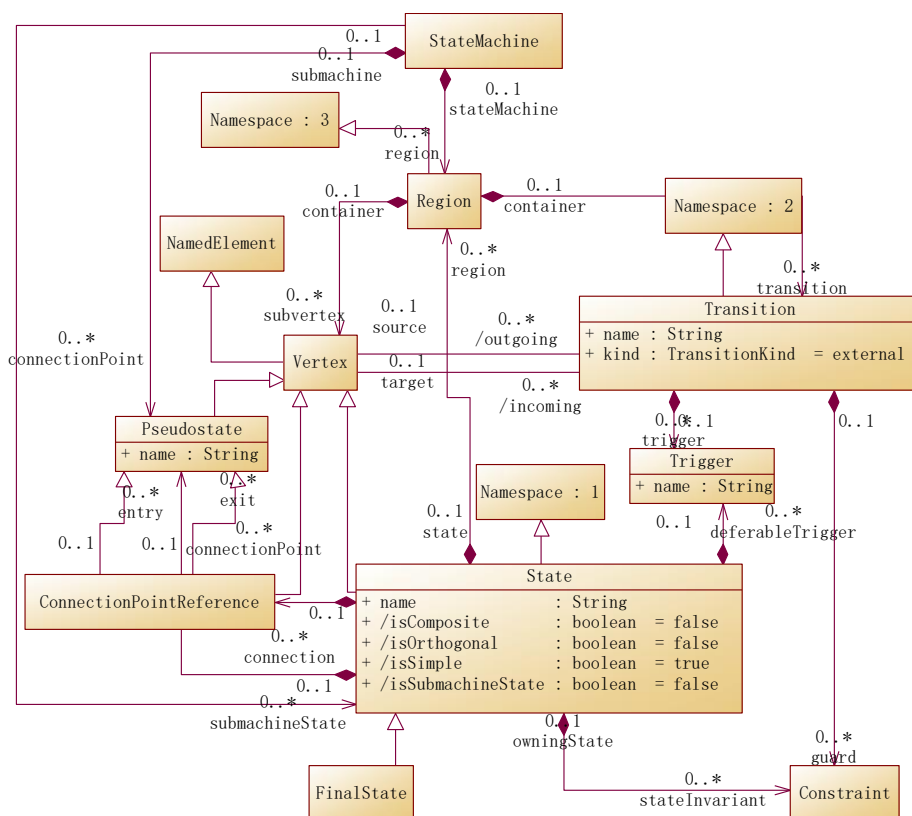 StateMachine
0..1
0..1
submachine
0..1
stateMachine
Namespace : 3
0..*
region
Region
0..1
container
0..1
container
Namespace : 2
NamedElement
0..*
region
0..*
transition
0..*
subvertex
0..1
source
0..*
/outgoing
Transition
+ name : String
+ kind : TransitionKind = external
0..*
connectionPoint
Vertex
0..1
target
0..*
/incoming
Pseudostate
+ name : String
0..*
0..1
trigger
0..1
Trigger
+ name : String
0..*
entry
0..*
exit
Namespace : 1
0..1
0..1
0..*
connectionPoint
0..1
state
0..1
0..*
deferableTrigger
ConnectionPointReference
0..1
State
+ name : String
+ /isComposite : boolean = false
+ /isOrthogonal : boolean = false
+ /isSimple : boolean = true
+ /isSubmachineState : boolean = false
0..*
connection
0..1
0..*
submachineState
0..1
owningState
0..*
guard
FinalState
0..*
stateInvariant
Constraint